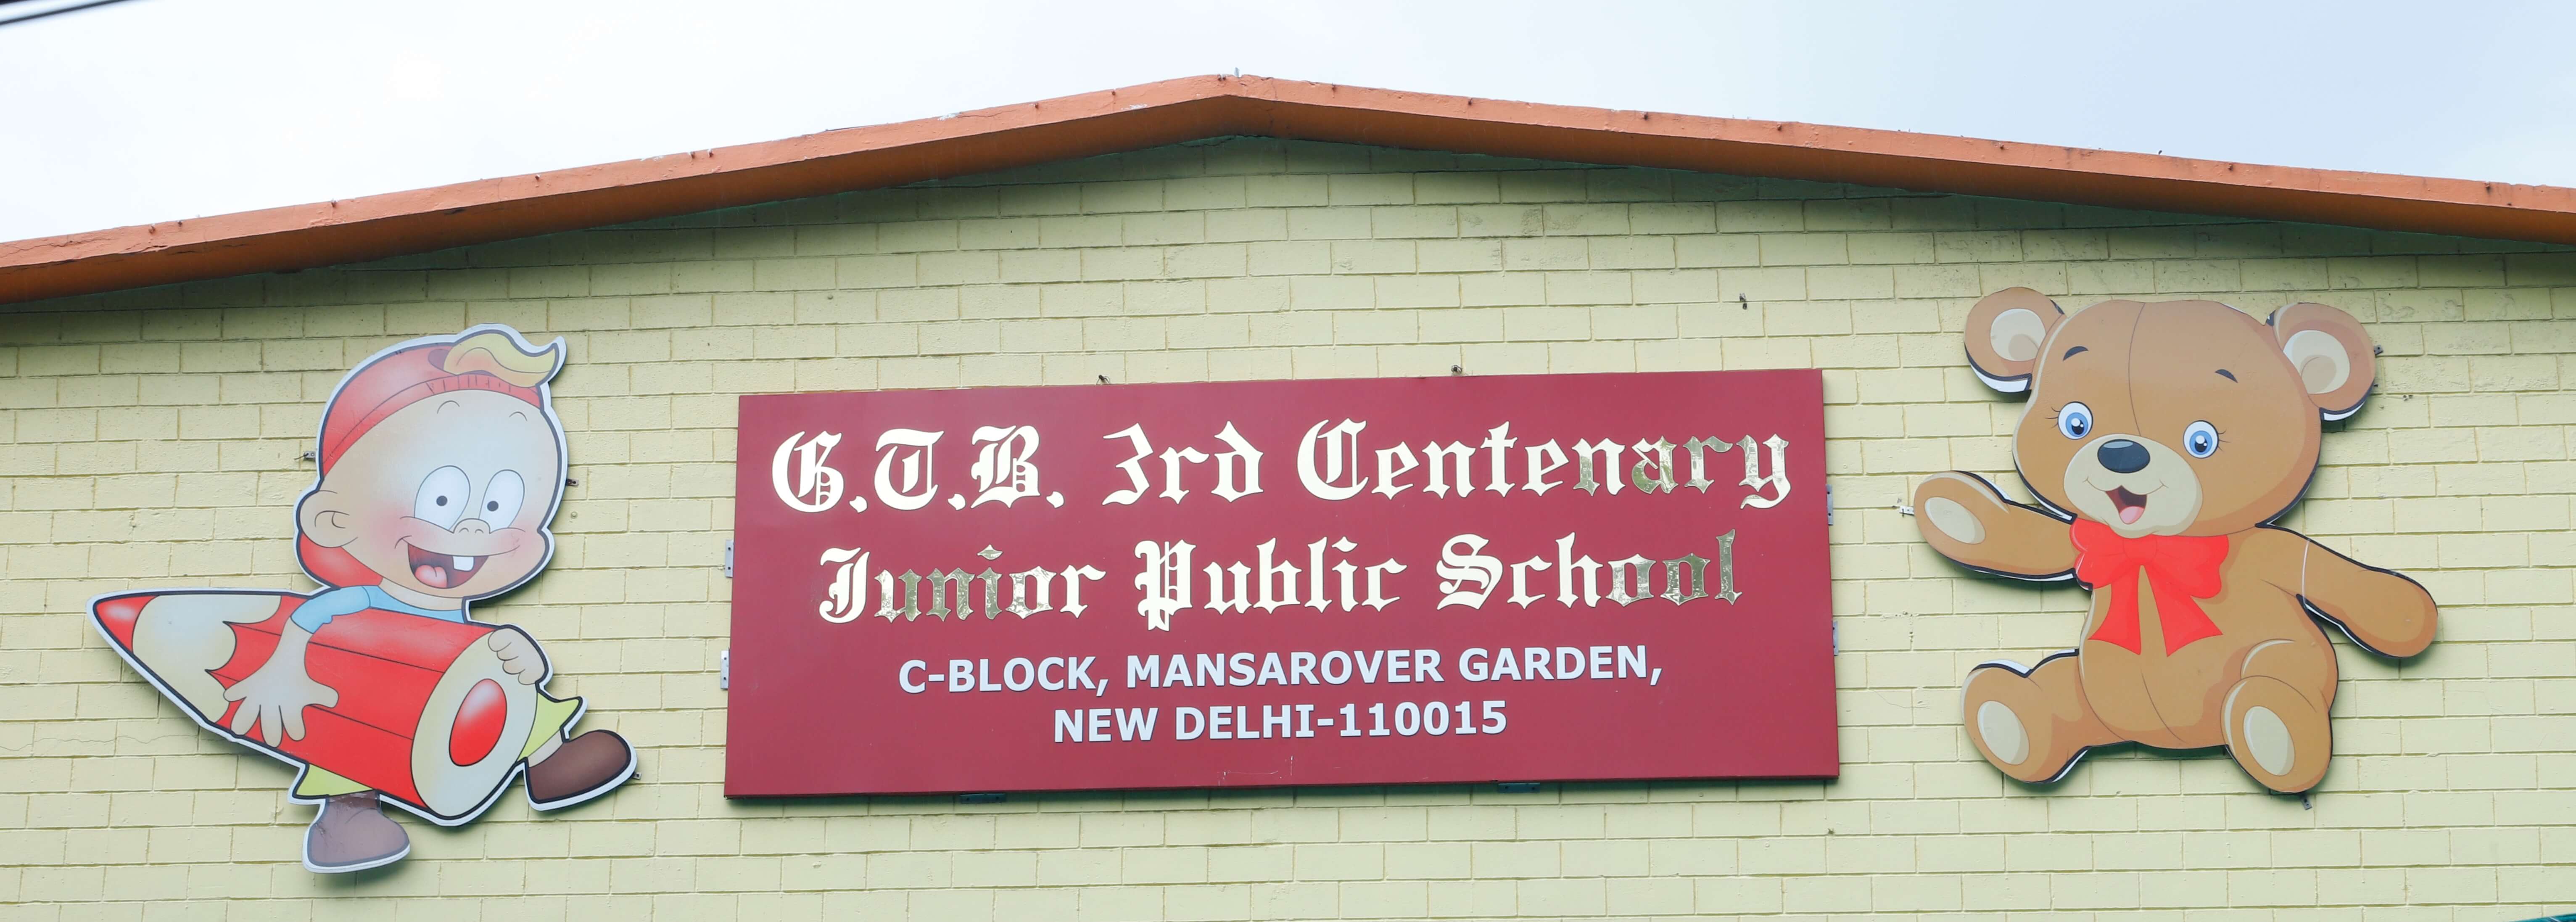 G.T.B. 3rd Centenary
Junior Public School
C-BLOCK, MANSAROVER GARDEN,
NEW DELHI-110015